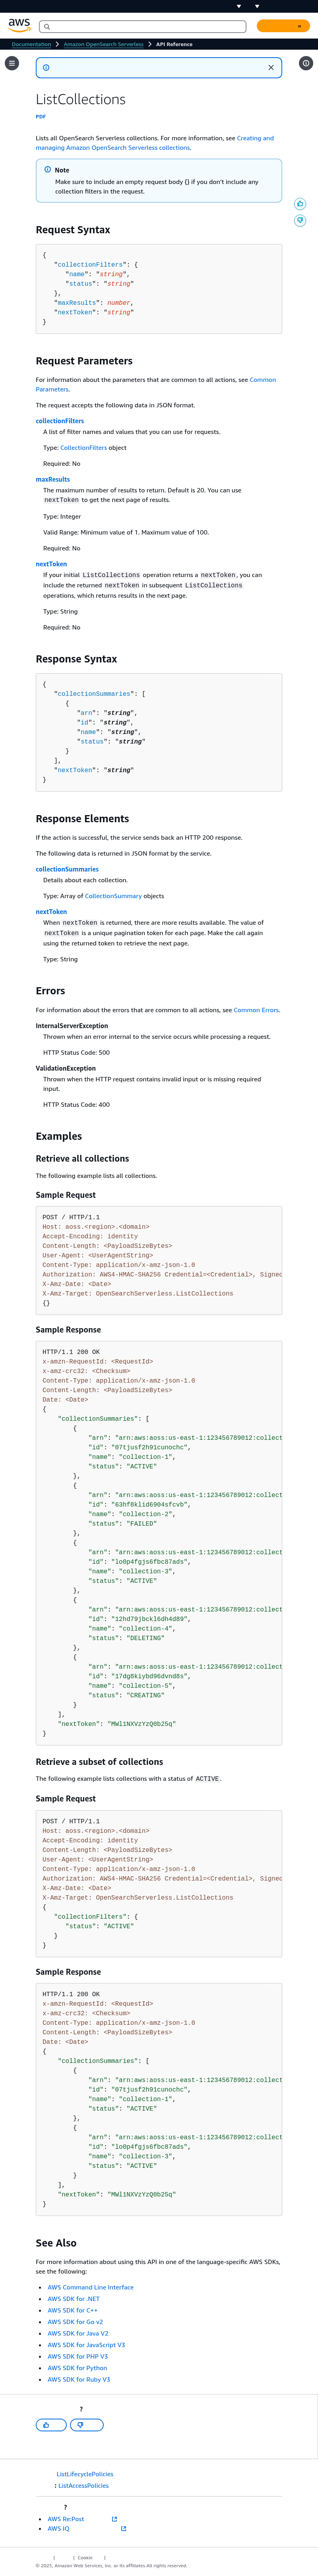 aws
Documentation > Amazon OpenSearch Serverless > API Reference
ListCollections
PDF
Lists all OpenSearch Serverless collections. For more information, see Creating and
managing Amazon OpenSearch Serverless collections.
Note
Make sure to include an empty request body {} if you don't include any
collection filters in the request.
Request Syntax
{
   "collectionFilters": {
      "name": "string",
      "status": "string"
   },
   "maxResults": number,
   "nextToken": "string"
}
Request Parameters
For information about the parameters that are common to all actions, see Common
Parameters.
The request accepts the following data in JSON format.
collectionFilters
A list of filter names and values that you can use for requests.
Type: CollectionFilters object
Required: No
maxResults
The maximum number of results to return. Default is 20. You can use
nextToken to get the next page of results.
Type: Integer
Valid Range: Minimum value of 1. Maximum value of 100.
Required: No
nextToken
If your initial ListCollections operation returns a nextToken, you can
include the returned nextToken in subsequent ListCollections
operations, which returns results in the next page.
Type: String
Required: No
Response Syntax
{
   "collectionSummaries": [
      {
         "arn": "string",
         "id": "string",
         "name": "string",
         "status": "string"
      }
   ],
   "nextToken": "string"
}
Response Elements
If the action is successful, the service sends back an HTTP 200 response.
The following data is returned in JSON format by the service.
collectionSummaries
Details about each collection.
Type: Array of CollectionSummary objects
nextToken
When nextToken is returned, there are more results available. The value of
nextToken is a unique pagination token for each page. Make the call again
using the returned token to retrieve the next page.
Type: String
Errors
For information about the errors that are common to all actions, see Common Errors.
InternalServerException
Thrown when an error internal to the service occurs while processing a request.
HTTP Status Code: 500
ValidationException
Thrown when the HTTP request contains invalid input or is missing required
input.
HTTP Status Code: 400
Examples
Retrieve all collections
The following example lists all collections.
Sample Request
POST / HTTP/1.1
Host: aoss.<region>.<domain>
Accept-Encoding: identity
Content-Length: <PayloadSizeBytes>
User-Agent: <UserAgentString>
Content-Type: application/x-amz-json-1.0
Authorization: AWS4-HMAC-SHA256 Credential=<Credential>, Signed
X-Amz-Date: <Date>
X-Amz-Target: OpenSearchServerless.ListCollections
{}
Sample Response
HTTP/1.1 200 OK
x-amzn-RequestId: <RequestId>
x-amz-crc32: <Checksum>
Content-Type: application/x-amz-json-1.0
Content-Length: <PayloadSizeBytes>
Date: <Date>
{
    "collectionSummaries": [
        {
            "arn": "arn:aws:aoss:us-east-1:123456789012:collect
            "id": "07tjusf2h91cunochc",
            "name": "collection-1",
            "status": "ACTIVE"
        },
        {
            "arn": "arn:aws:aoss:us-east-1:123456789012:collect
            "id": "63hf8klid6904sfcvb",
            "name": "collection-2",
            "status": "FAILED"
        },
        {
            "arn": "arn:aws:aoss:us-east-1:123456789012:collect
            "id": "lo0p4fgjs6fbc87ads",
            "name": "collection-3",
            "status": "ACTIVE"
        },
        {
            "arn": "arn:aws:aoss:us-east-1:123456789012:collect
            "id": "12hd79jbckl6dh4d89",
            "name": "collection-4",
            "status": "DELETING"
        },
        {
            "arn": "arn:aws:aoss:us-east-1:123456789012:collect
            "id": "17dg8kiybd96dvnd8s",
            "name": "collection-5",
            "status": "CREATING"
        }
    ],
    "nextToken": "MWl1NXVzYzQ0b25q"
}
Retrieve a subset of collections
The following example lists collections with a status of ACTIVE.
Sample Request
POST / HTTP/1.1
Host: aoss.<region>.<domain>
Accept-Encoding: identity
Content-Length: <PayloadSizeBytes>
User-Agent: <UserAgentString>
Content-Type: application/x-amz-json-1.0
Authorization: AWS4-HMAC-SHA256 Credential=<Credential>, Signed
X-Amz-Date: <Date>
X-Amz-Target: OpenSearchServerless.ListCollections
{
   "collectionFilters": {
      "status": "ACTIVE"
   }
}
Sample Response
HTTP/1.1 200 OK
x-amzn-RequestId: <RequestId>
x-amz-crc32: <Checksum>
Content-Type: application/x-amz-json-1.0
Content-Length: <PayloadSizeBytes>
Date: <Date>
{
    "collectionSummaries": [
        {
            "arn": "arn:aws:aoss:us-east-1:123456789012:collect
            "id": "07tjusf2h91cunochc",
            "name": "collection-1",
            "status": "ACTIVE"
        },
        {
            "arn": "arn:aws:aoss:us-east-1:123456789012:collect
            "id": "lo0p4fgjs6fbc87ads",
            "name": "collection-3",
            "status": "ACTIVE"
        }
    ],
    "nextToken": "MWl1NXVzYzQ0b25q"
}
See Also
For more information about using this API in one of the language-specific AWS SDKs,
see the following:
• AWS Command Line Interface
• AWS SDK for .NET
• AWS SDK for C++
• AWS SDK for Go v2
• AWS SDK for Java V2
• AWS SDK for JavaScript V3
• AWS SDK for PHP V3
• AWS SDK for Python
• AWS SDK for Ruby V3
?
ListLifecyclePolicies
: ListAccessPolicies
?
• AWS Re:Post
• AWS IQ
| | Cookie |
© 2025, Amazon Web Services, Inc. or its affiliates.All rights reserved.